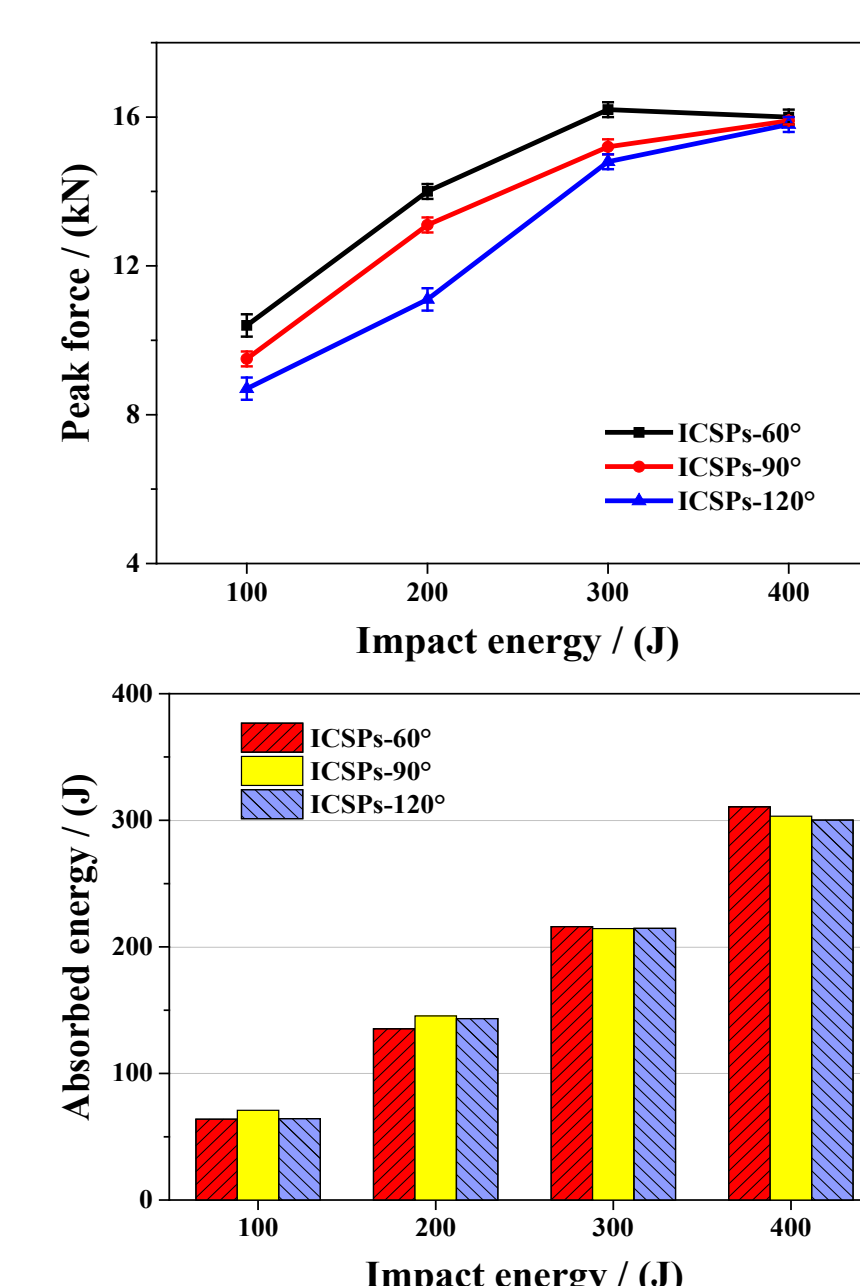 16
12
8
4
Peak force / (kN)
ICSPs-60°
ICSPs-90°
ICSPs-120°
100 200 300 400
Impact energy / (J)
400
300
200
100
0
Absorbed energy / (J)
ICSPs-60°
ICSPs-90°
ICSPs-120°
100 200 300 400
Impact energy / (J)